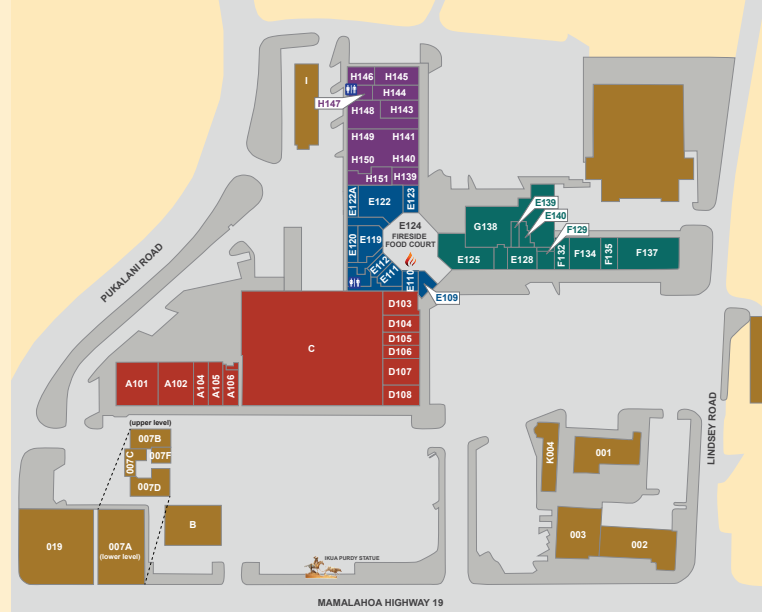 I
H146
H145
H144
H147
H148
H143
H149
H141
H150
H140
H151
H139
E122A
E122
E123
E124
FIRESIDE
FOOD COURT
E120
E119
E112
E111
E110
E109
G138
E139
E140
F129
E125
E128
F132
F134
F135
F137
PUKALANI ROAD
C
D103
D104
D105
D106
D107
D108
A101
A102
A104
A105
A106
LINDSEY ROAD
(upper level)
007B
007C
007F
007D
K004
001
B
019
007A
(lower level)
003
002
IKUA PURDY STATUE
MAMALAHOA HIGHWAY 19